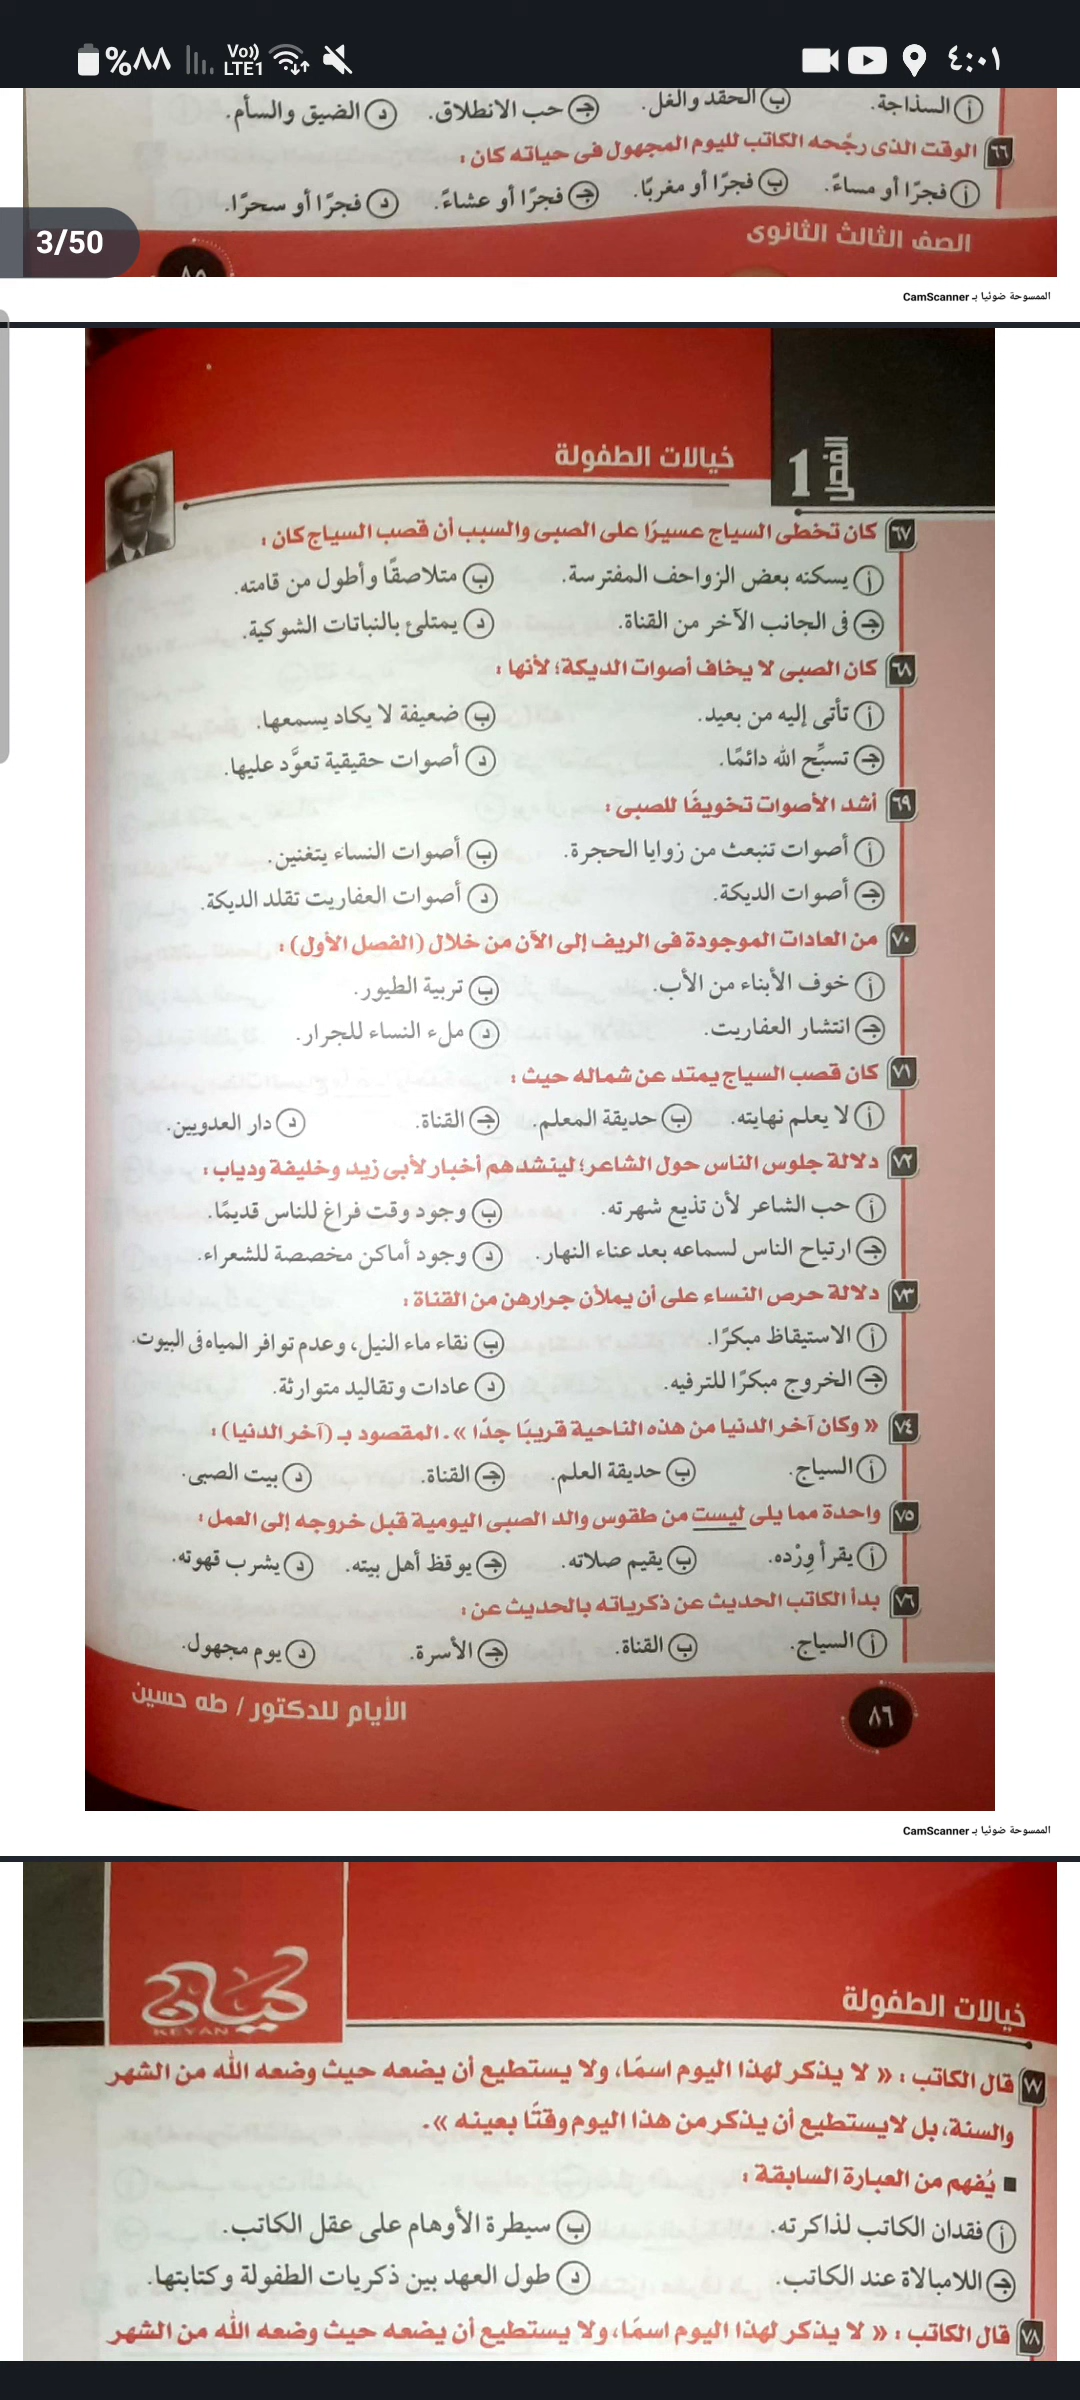 ٤:٠١ %٨٨ Vo)) LTE1
أ السذاجة. ب الحقد والغل. ج حب الانطلاق. د الضيق والسأم.
٦٦ الوقت الذى رجَّحه الكاتب لليوم المجهول فى حياته كان :
أ فجرًا أو مساءً. ب فجرًا أو مغربًا. ج فجرًا أو عشاءً. د فجرًا أو سحرًا.
3/50
الصف الثالث الثانوى
٨٥
الممسوحة ضوئيا بـ CamScanner
الفصل 1 خيالات الطفولة
٦٧ كان تخطى السياج عسيرًا على الصبى والسبب أن قصب السياج كان :
أ يسكنه بعض الزواحف المفترسة. ب متلاصقًا وأطول من قامته.
ج فى الجانب الآخر من القناة. د يمتلئ بالنباتات الشوكية.
٦٨ كان الصبى لا يخاف أصوات الديكة؛ لأنها :
أ تأتى إليه من بعيد. ب ضعيفة لا يكاد يسمعها.
ج تسبِّح الله دائمًا. د أصوات حقيقية تعوَّد عليها.
٦٩ أشد الأصوات تخويفًا للصبى :
أ أصوات تنبعث من زوايا الحجرة. ب أصوات النساء يتغنين.
ج أصوات الديكة. د أصوات العفاريت تقلد الديكة.
٧٠ من العادات الموجودة فى الريف إلى الآن من خلال (الفصل الأول) :
أ خوف الأبناء من الأب. ب تربية الطيور.
ج انتشار العفاريت. د ملء النساء للجرار.
٧١ كان قصب السياج يمتد عن شماله حيث :
أ لا يعلم نهايته. ب حديقة المعلم. ج القناة. د دار العدويين.
٧٢ دلالة جلوس الناس حول الشاعر؛ لينشدهم أخبار لأبى زيد وخليفة ودياب :
أ حب الشاعر لأن تذيع شهرته. ب وجود وقت فراغ للناس قديمًا.
ج ارتياح الناس لسماعه بعد عناء النهار. د وجود أماكن مخصصة للشعراء.
٧٣ دلالة حرص النساء على أن يملأن جرارهن من القناة :
أ الاستيقاظ مبكرًا. ب نقاء ماء النيل، وعدم توافر المياه فى البيوت.
ج الخروج مبكرًا للترفيه. د عادات وتقاليد متوارثة.
٧٤ « وكان آخر الدنيا من هذه الناحية قريبًا جدًا ». المقصود بـ (آخر الدنيا) :
أ السياج. ب حديقة العلم. ج القناة. د بيت الصبى.
٧٥ واحدة مما يلى ليست من طقوس والد الصبى اليومية قبل خروجه إلى العمل :
أ يقرأ وِرْده. ب يقيم صلاته. ج يوقظ أهل بيته. د يشرب قهوته.
٧٦ بدأ الكاتب الحديث عن ذكرياته بالحديث عن :
أ السياج. ب القناة. ج الأسرة. د يوم مجهول.
٨٦ الأيام للدكتور / طه حسين
الممسوحة ضوئيا بـ CamScanner
كيان
KEYAN
خيالات الطفولة
٧٧ قال الكاتب : « لا يذكر لهذا اليوم اسمًا، ولا يستطيع أن يضعه حيث وضعه الله من الشهر
والسنة، بل لا يستطيع أن يذكر من هذا اليوم وقتًا بعينه ».
■ يُفهم من العبارة السابقة :
أ فقدان الكاتب لذاكرته. ب سيطرة الأوهام على عقل الكاتب.
ج اللامبالاة عند الكاتب. د طول العهد بين ذكريات الطفولة وكتابتها.
٧٨ قال الكاتب : « لا يذكر لهذا اليوم اسمًا، ولا يستطيع أن يضعه حيث وضعه الله من الشهر